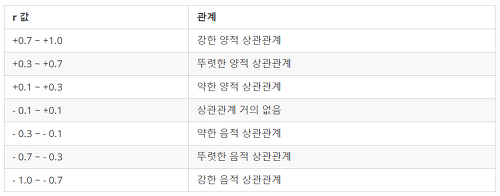 r 값 관계
+0.7 ~ +1.0 강한 양적 상관관계
+0.3 ~ +0.7 뚜렷한 양적 상관관계
+0.1 ~ +0.3 약한 양적 상관관계
- 0.1 ~ +0.1 상관관계 거의 없음
- 0.3 ~ - 0.1 약한 음적 상관관계
- 0.7 ~ - 0.3 뚜렷한 음적 상관관계
- 1.0 ~ - 0.7 강한 음적 상관관계